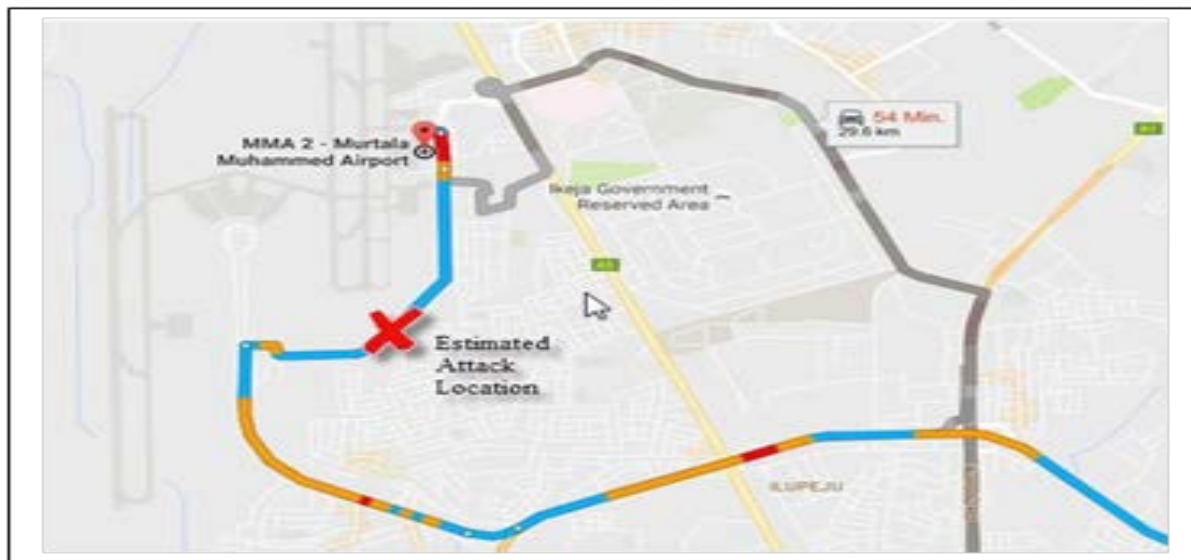 54 Min.
29.6 km
MMA 2 - Murtala
Muhammed Airport
Ikeja Government
Reserved Area
Estimated
Attack
Location
ILUPEJU